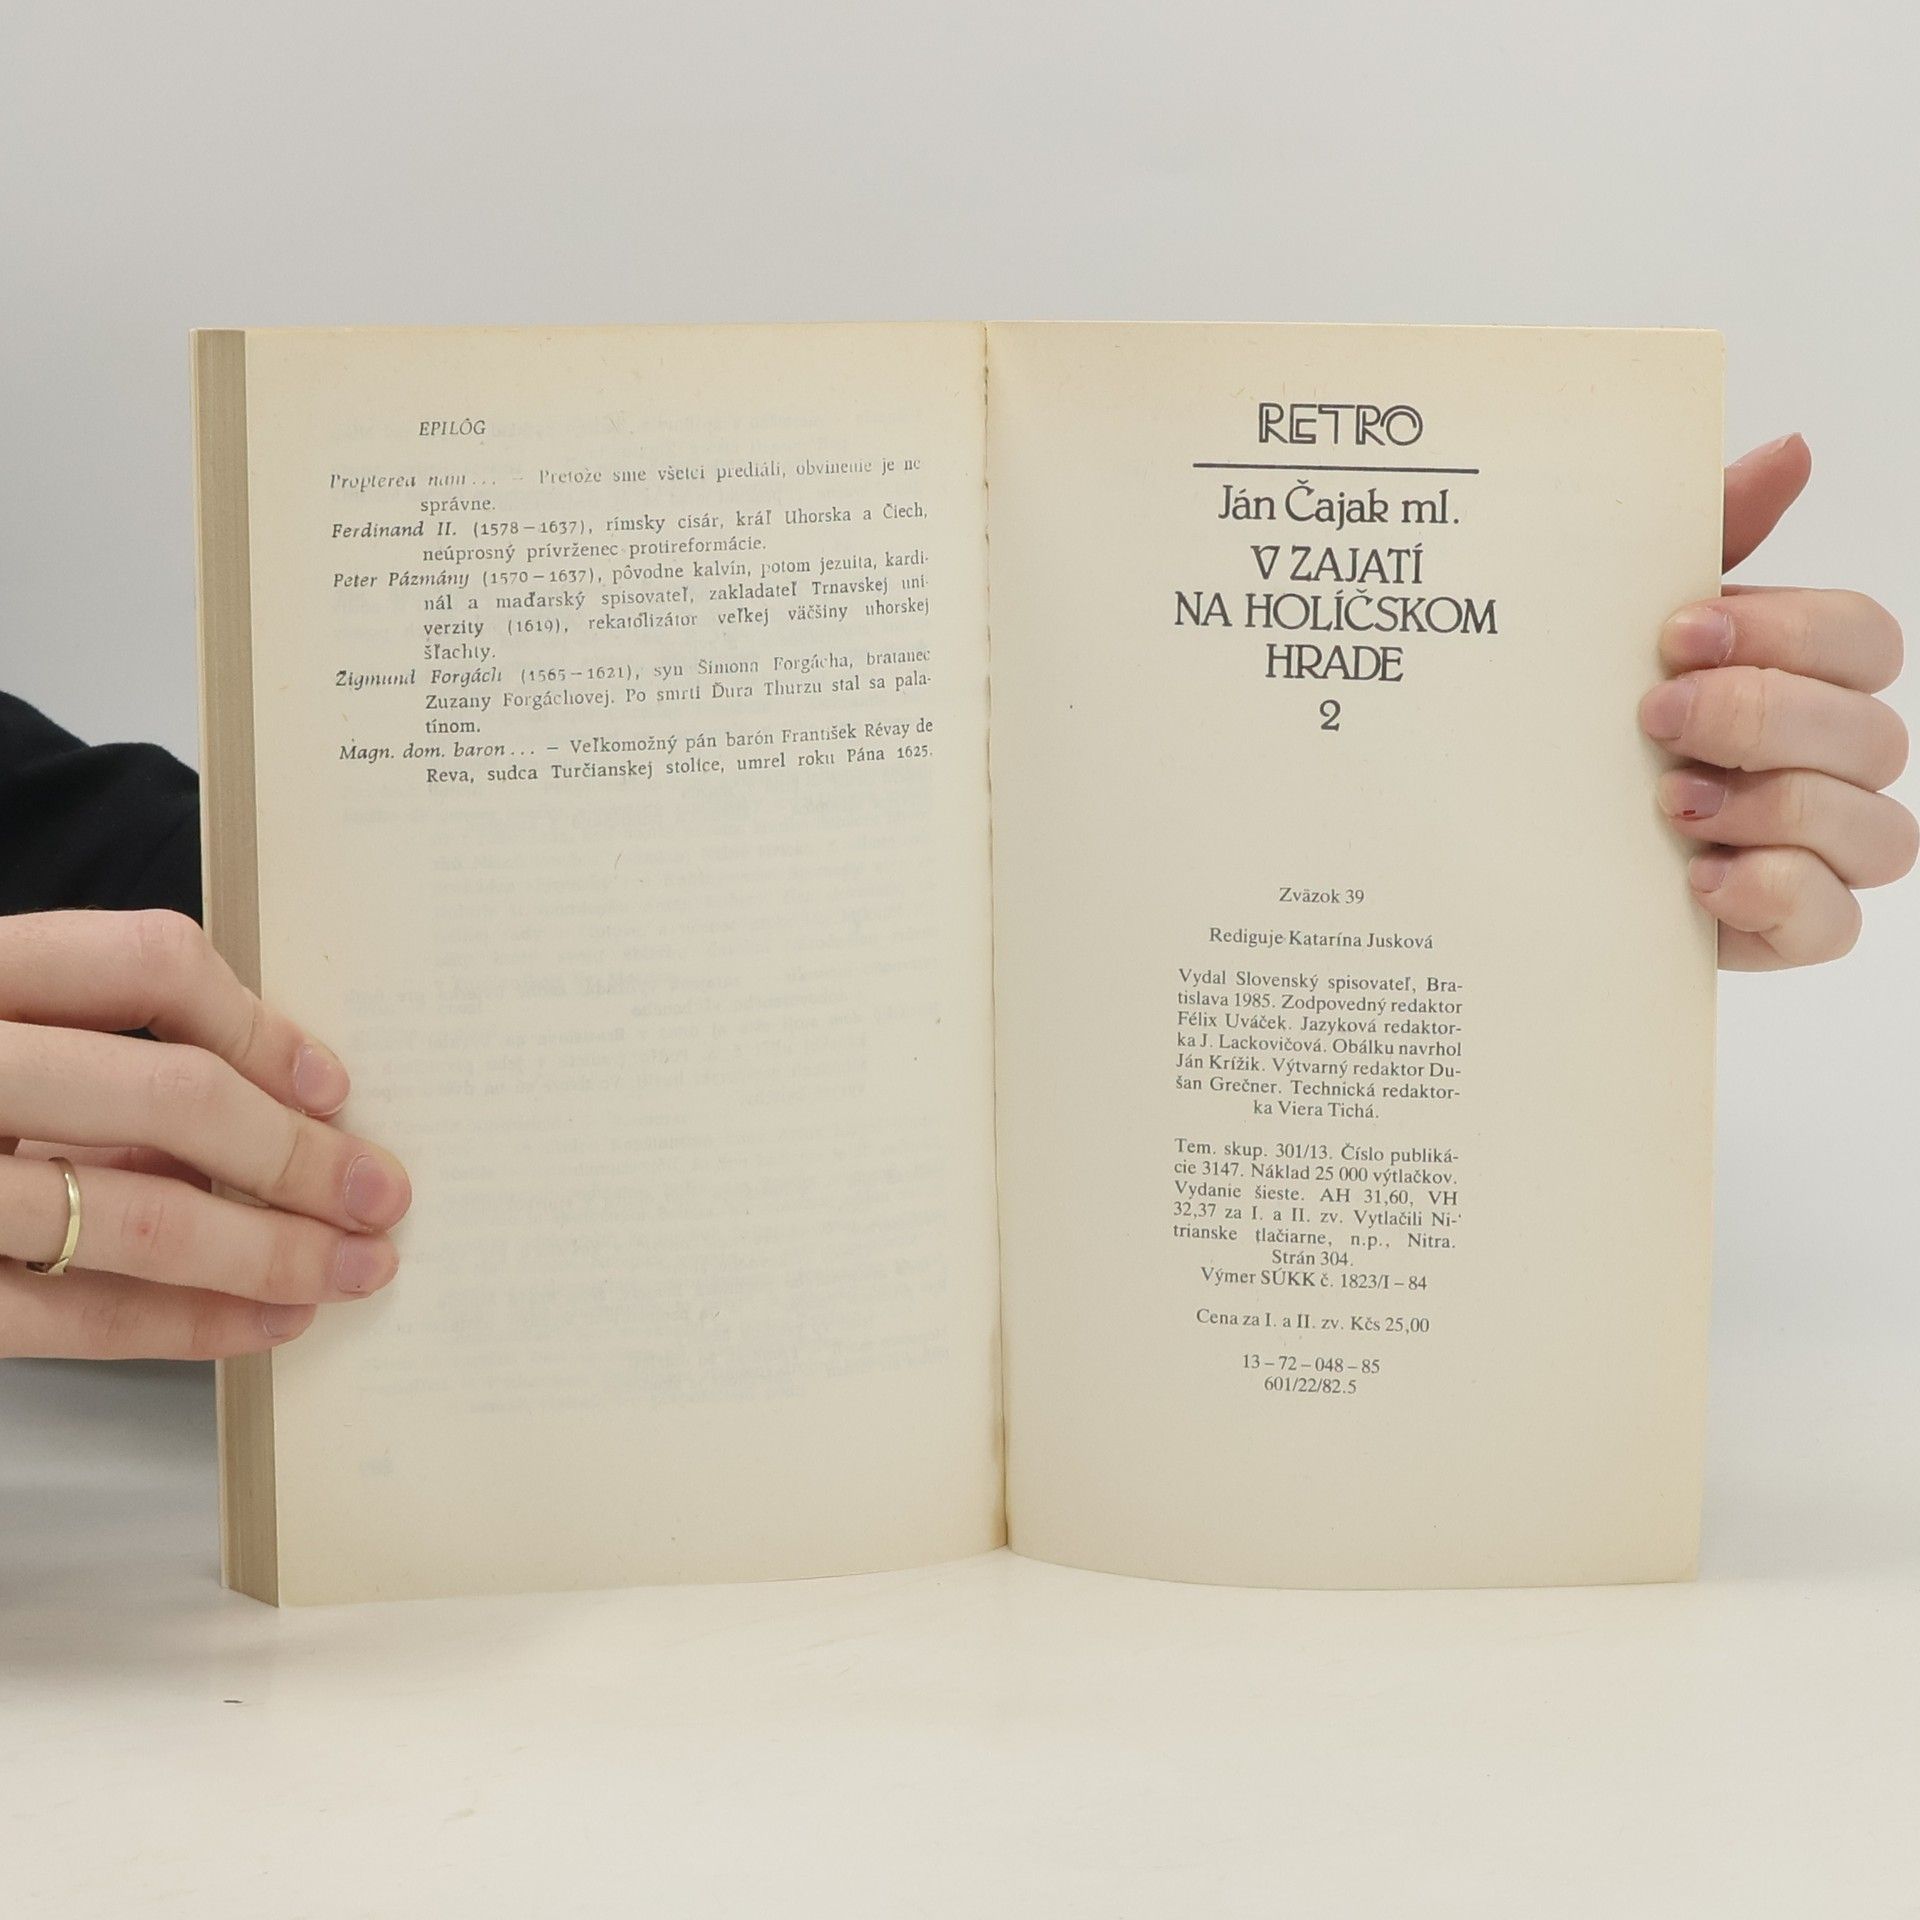 EPILÓG
Propterea nam... — Pretože sme všetci prediáli, obvinenie je ne
správne.
Ferdinand II. (1578–1637), rímsky cisár, kráľ Uhorska a Čiech,
neúprosný prívrženec protireformácie.
Peter Pázmány (1570–1637), pôvodne kalvín, potom jezuita, kardi-
nál a maďarský spisovateľ, zakladateľ Trnavskej uni-
verzity (1619), rekatolizátor veľkej väčšiny uhorskej
šľachty.
Žigmund Forgách (1565–1621), syn Šimona Forgácha, bratanec
Zuzany Forgáchovej. Po smrti Ďura Thurzu stal sa pala-
tínom.
Magn. dom. baron... — Veľkomožný pán barón František Révay de
Reva, sudca Turčianskej stolice, umrel roku Pána 1625.
RETRO
Ján Čajak ml.
V ZAJATÍ
NA HOLÍČSKOM
HRADE
2
Zväzok 39
Rediguje Katarína Jusková
Vydal Slovenský spisovateľ, Bra-
tislava 1985. Zodpovedný redaktor
Félix Uváček. Jazyková redaktor-
ka J. Lackovičová. Obálku navrhol
Ján Krížik. Výtvarný redaktor Du-
šan Grečner. Technická redaktor-
ka Viera Tichá.
Tem. skup. 301/13. Číslo publiká-
cie 3147. Náklad 25 000 výtlačkov.
Vydanie šieste. AH 31,60, VH
32,37 za I. a II. zv. Vytlačili Ni-
trianske tlačiarne, n.p., Nitra.
Strán 304.
Výmer SÚKK č. 1823/I – 84
Cena za I. a II. zv. Kčs 25,00
13 – 72 – 048 – 85
601/22/82.5